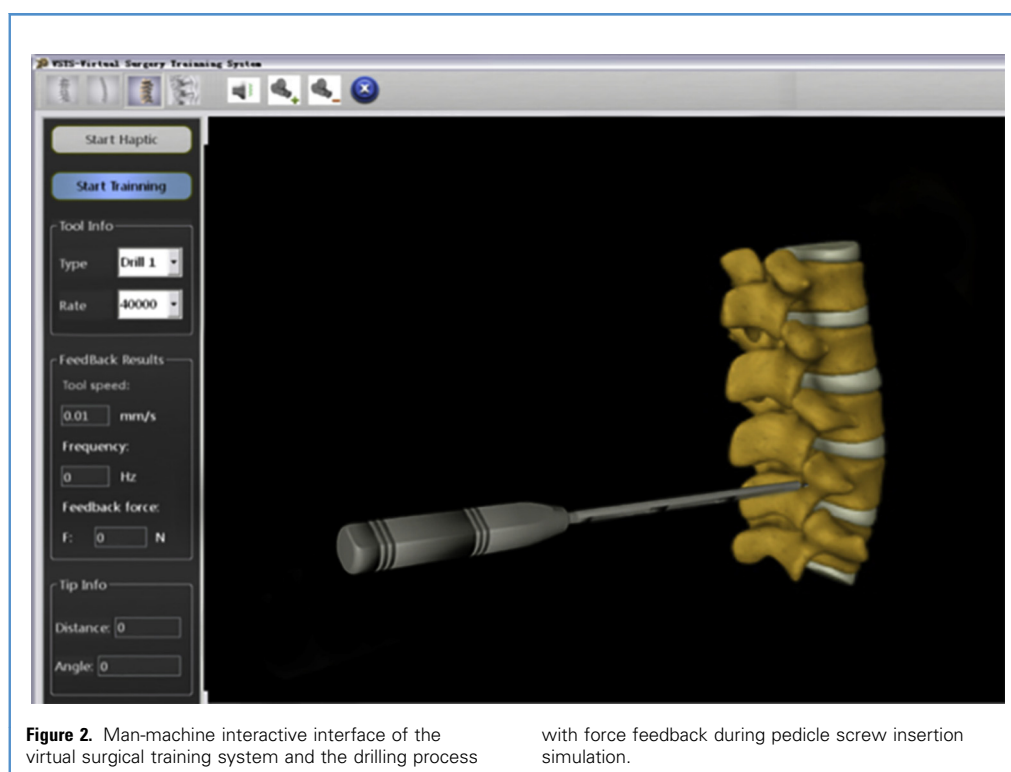 VSTS-Virtual Surgery Trainning System
Start Haptic
Start Trainning
Tool Info
Type Drill 1
Rate 40000
FeedBack Results
Tool speed:
0.01 mm/s
Frequency:
0 Hz
Feedback force:
F: 0 N
Tip Info
Distance: 0
Angle: 0
Figure 2. Man-machine interactive interface of the
virtual surgical training system and the drilling process
with force feedback during pedicle screw insertion
simulation.